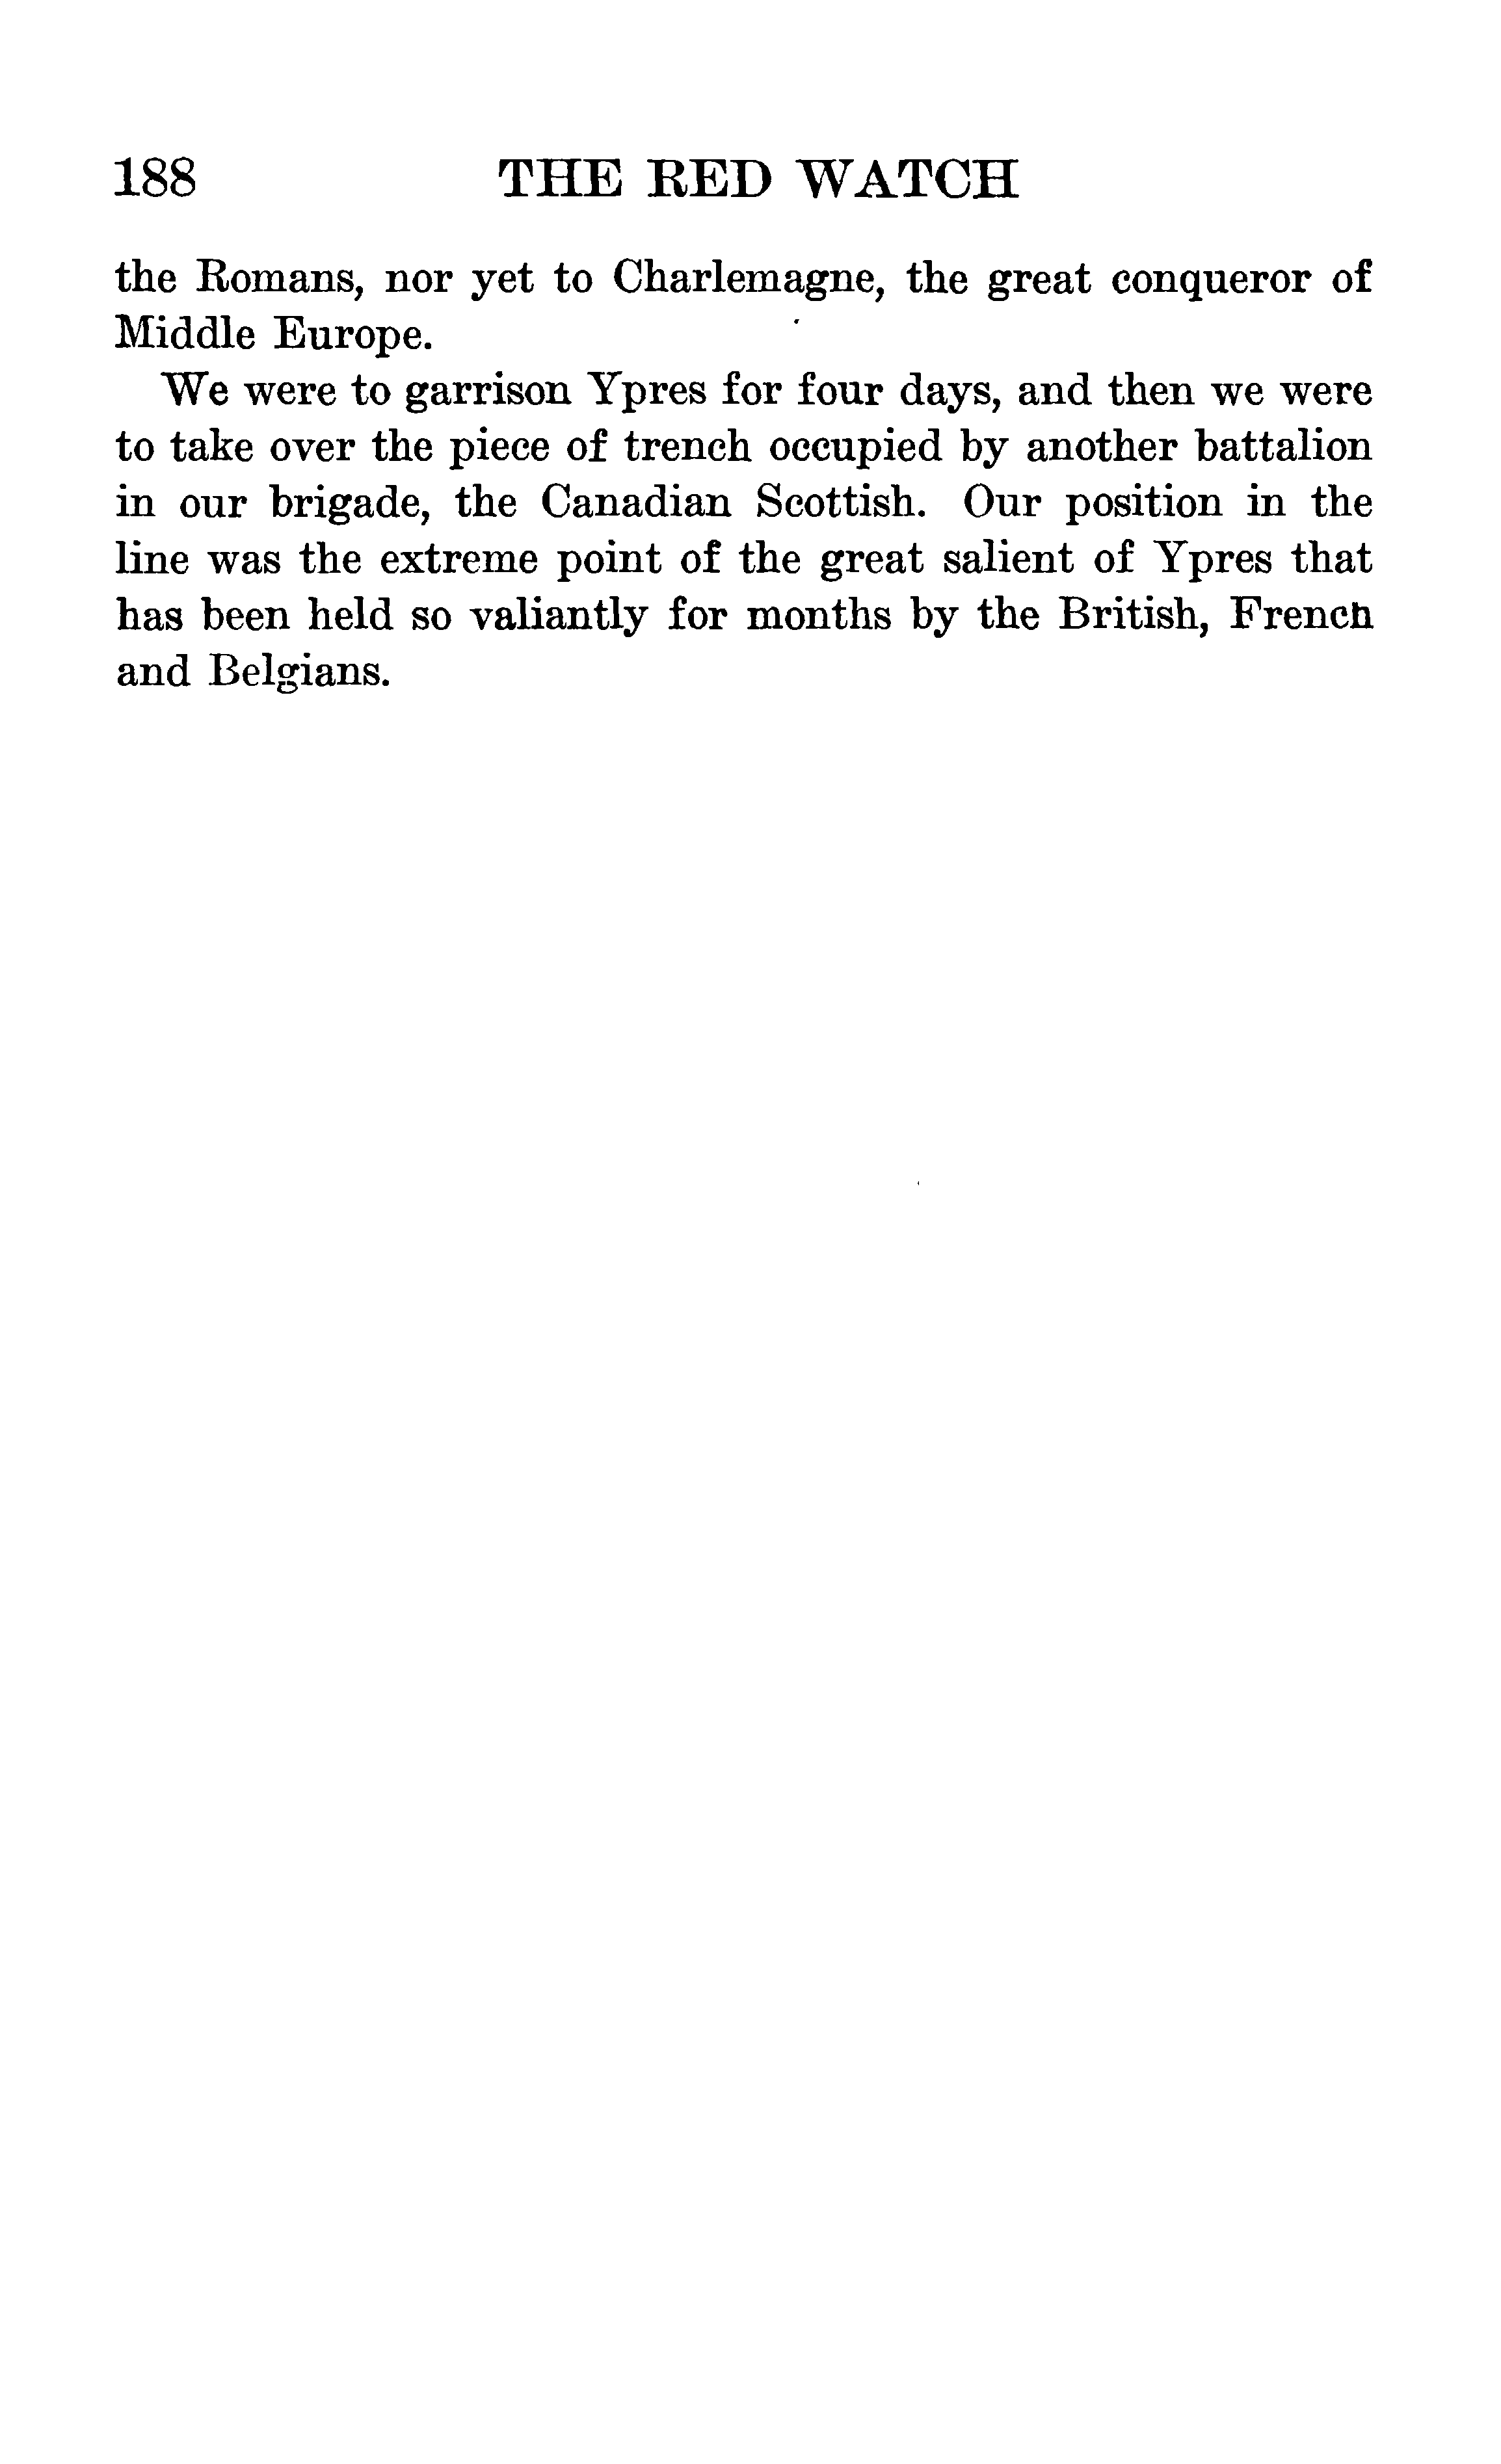 188 THE RED WATCH
the Romans, nor yet to Charlemagne, the great conqueror of
Middle Europe.
We were to garrison Ypres for four days, and then we were
to take over the piece of trench occupied by another battalion
in our brigade, the Canadian Scottish. Our position in the
line was the extreme point of the great salient of Ypres that
has been held so valiantly for months by the British, French
and Belgians.